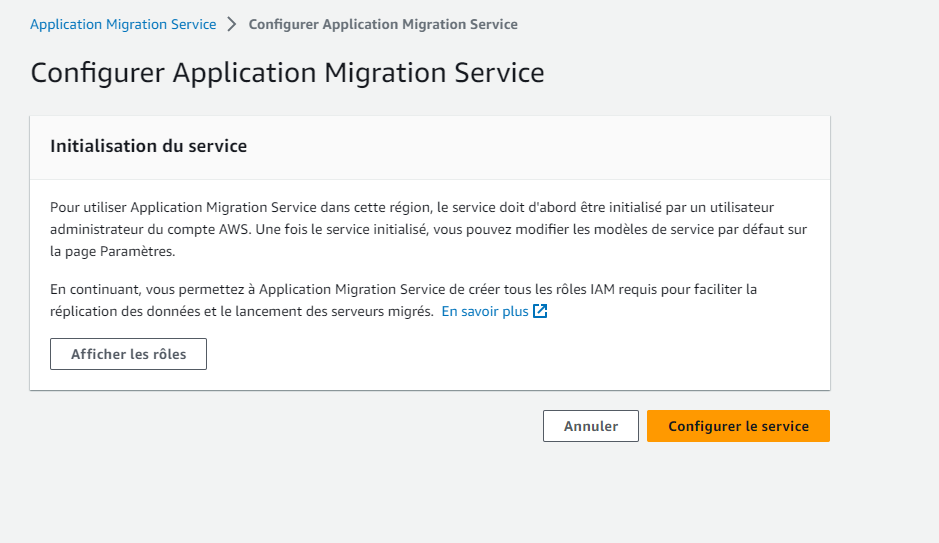 Application Migration Service > Configurer Application Migration Service
Configurer Application Migration Service
Initialisation du service
Pour utiliser Application Migration Service dans cette région, le service doit d'abord être initialisé par un utilisateur
administrateur du compte AWS. Une fois le service initialisé, vous pouvez modifier les modèles de service par défaut sur
la page Paramètres.
En continuant, vous permettez à Application Migration Service de créer tous les rôles IAM requis pour faciliter la
réplication des données et le lancement des serveurs migrés. En savoir plus
Afficher les rôles
Annuler Configurer le service